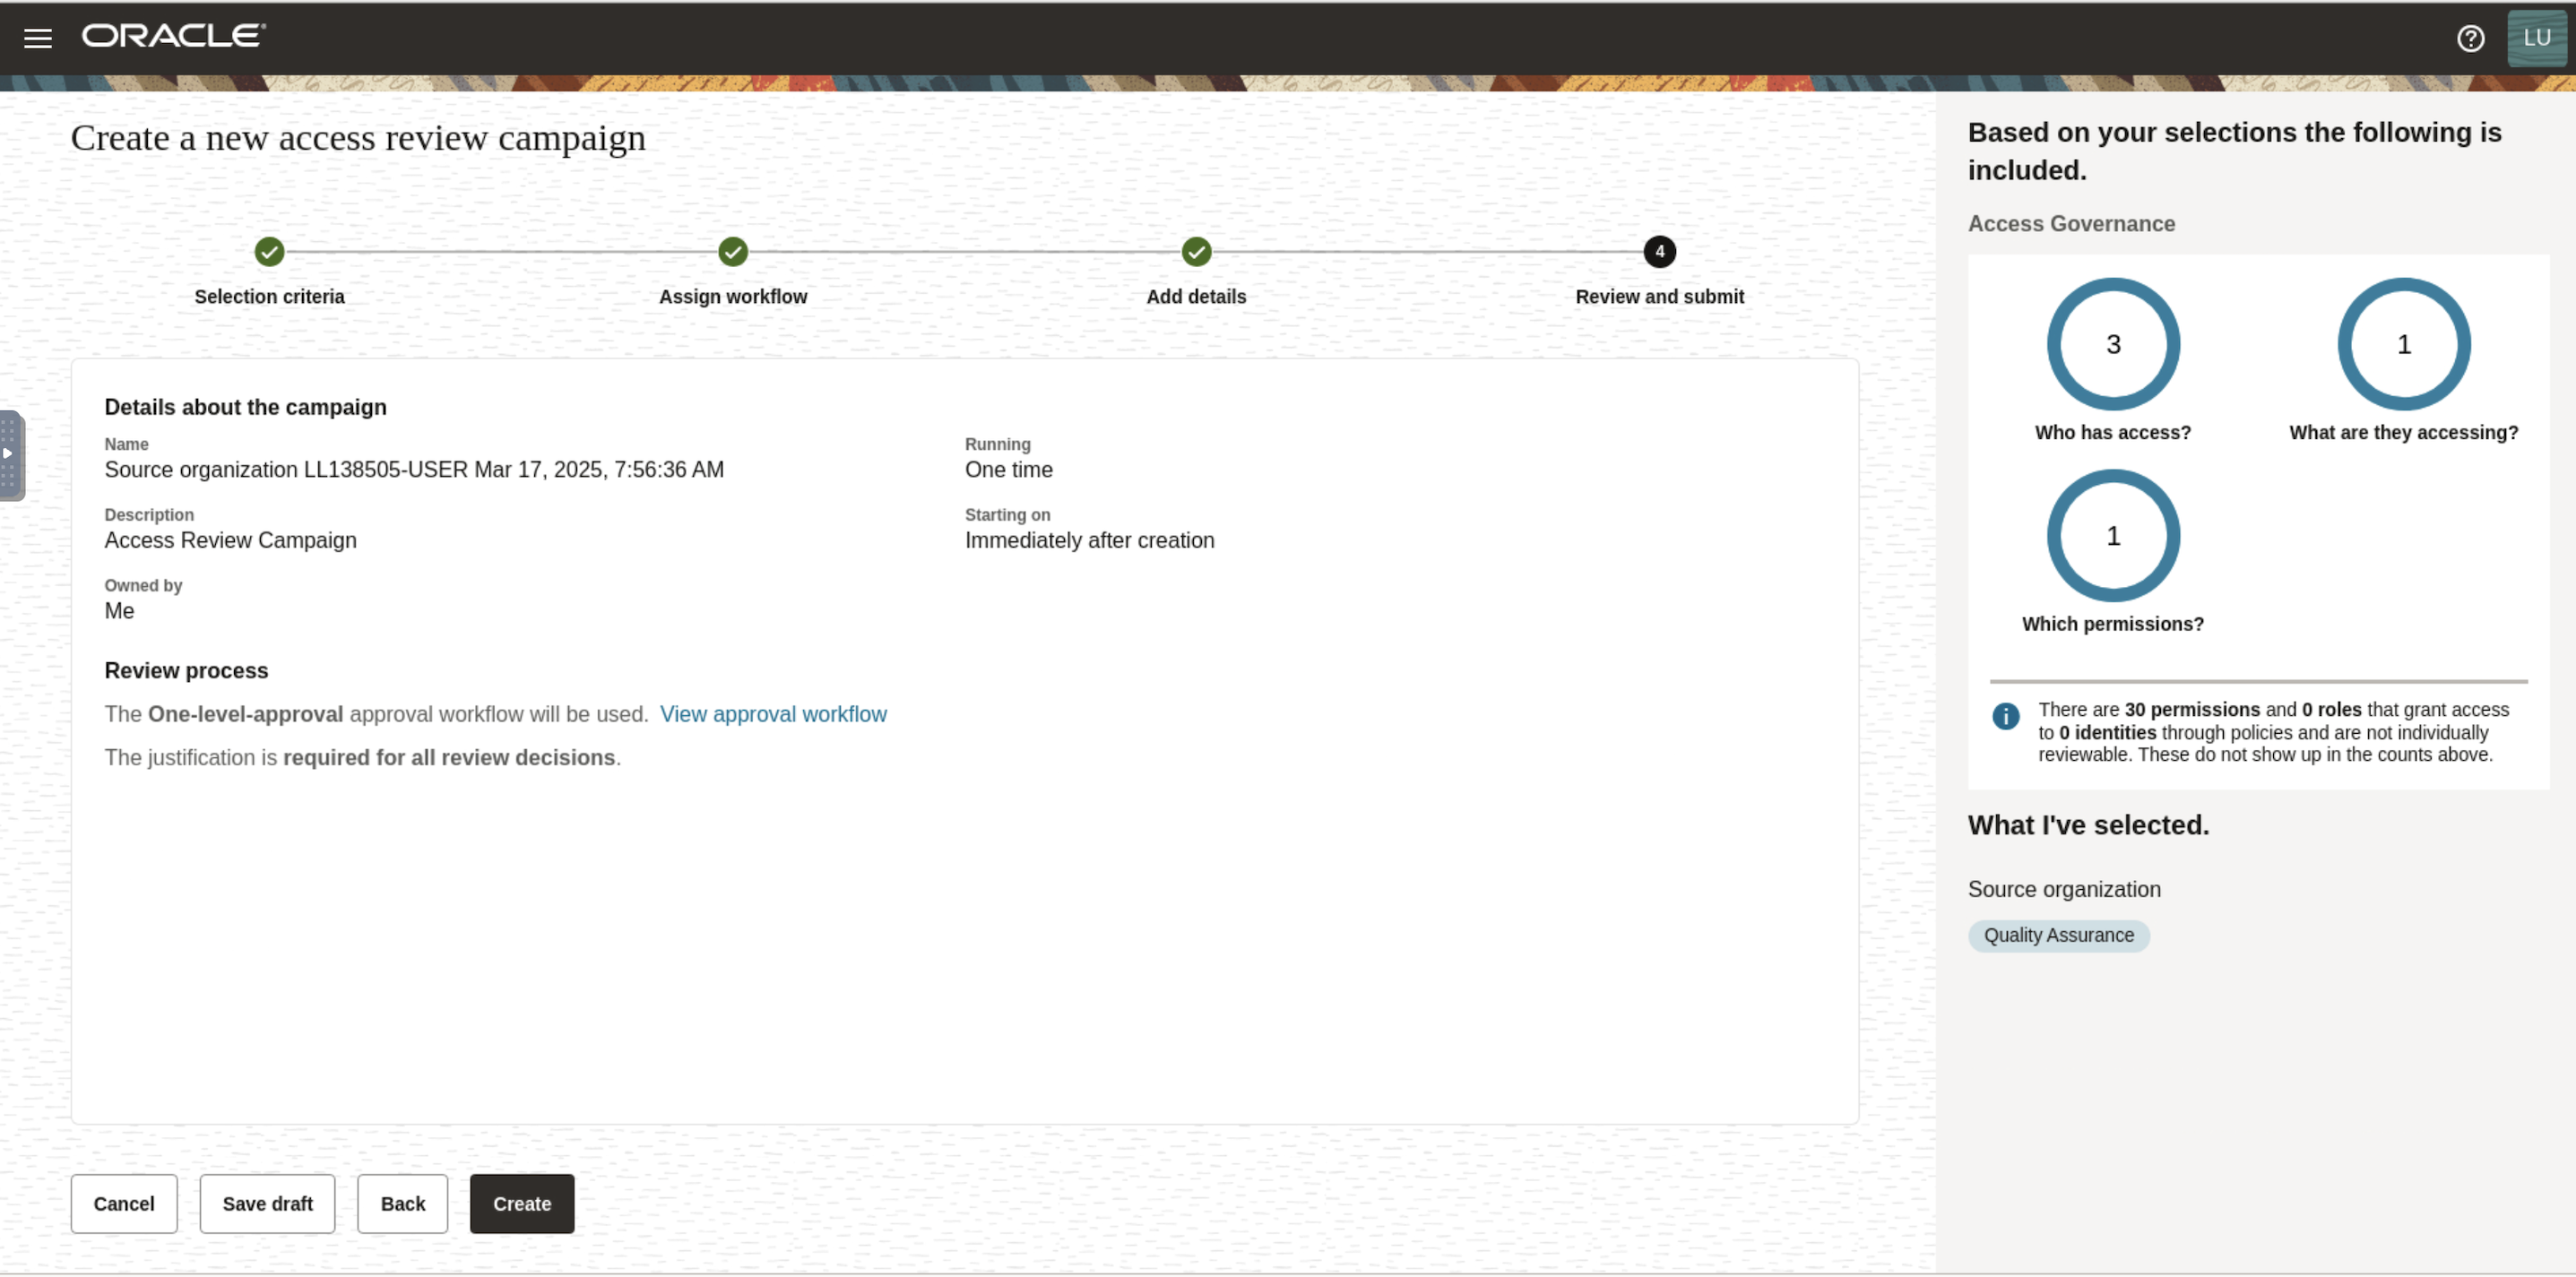 ORACLE
LU
Create a new access review campaign
Selection criteria
Assign workflow
Add details
4
Review and submit
Details about the campaign
Name
Source organization LL138505-USER Mar 17, 2025, 7:56:36 AM
Running
One time
Description
Access Review Campaign
Starting on
Immediately after creation
Owned by
Me
Review process
The One-level-approval approval workflow will be used. View approval workflow
The justification is required for all review decisions.
Cancel
Save draft
Back
Create
Based on your selections the following is
included.
Access Governance
3
Who has access?
1
What are they accessing?
1
Which permissions?
There are 30 permissions and 0 roles that grant access
to 0 identities through policies and are not individually
reviewable. These do not show up in the counts above.
What I've selected.
Source organization
Quality Assurance